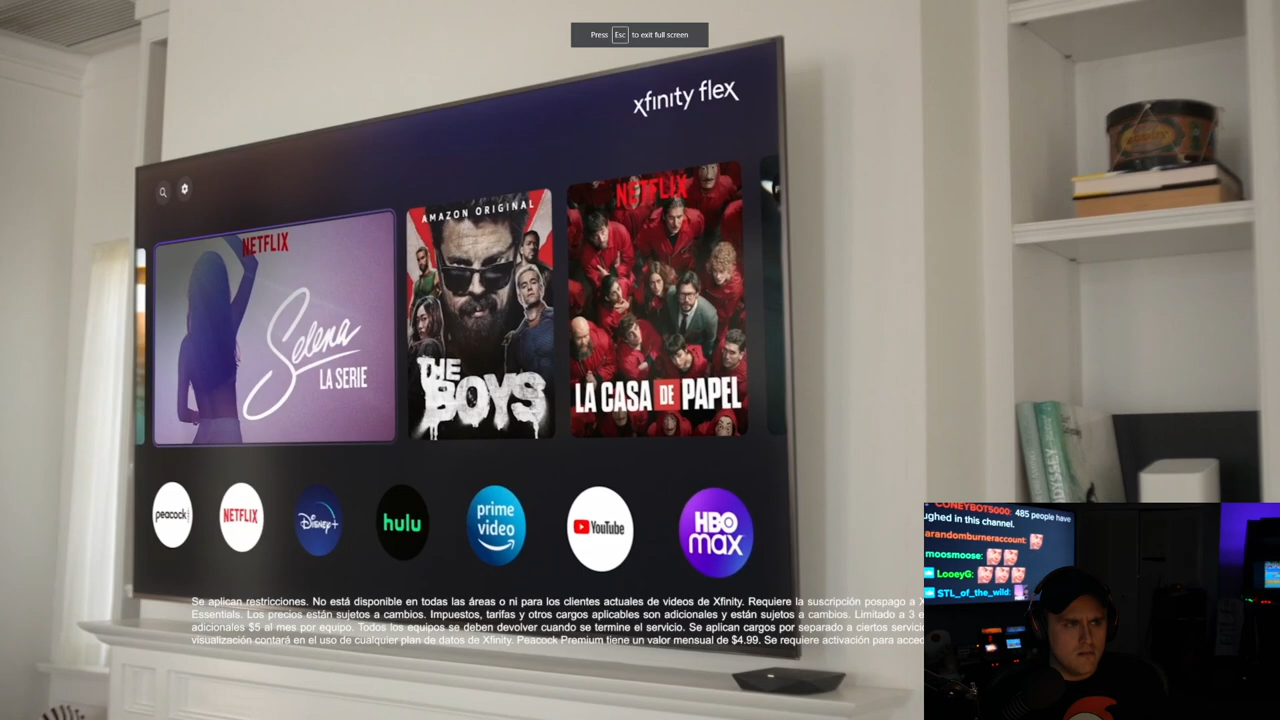 Press Esc to exit full screen
xfinity flex
NETFLIX
Selena
LA SERIE
AMAZON ORIGINAL
THE BOYS
NETFLIX
LA CASA DE PAPEL
peacock
NETFLIX
Disney+
hulu
prime video
YouTube
HBO max
Se aplican restricciones. No está disponible en todas las áreas o ni para los clientes actuales de videos de Xfinity. Requiere la suscripción pospago a X
Essentials. Los precios están sujetos a cambios. Impuestos, tarifas y otros cargos aplicables son adicionales y están sujetos a cambios. Limitado a 3 e
adicionales $5 al mes por equipo. Todos los equipos se deben devolver cuando se termine el servicio. Se aplican cargos por separado a ciertos servicio
visualización contará en el uso de cualquier plan de datos de Xfinity. Peacock Premium tiene un valor mensual de $4.99. Se requiere activación para acced
CONEYBOT5000: 485 people have
ughed in this channel.
arandomburneraccount:
moosmoose:
LooeyG:
STL_of_the_wild: